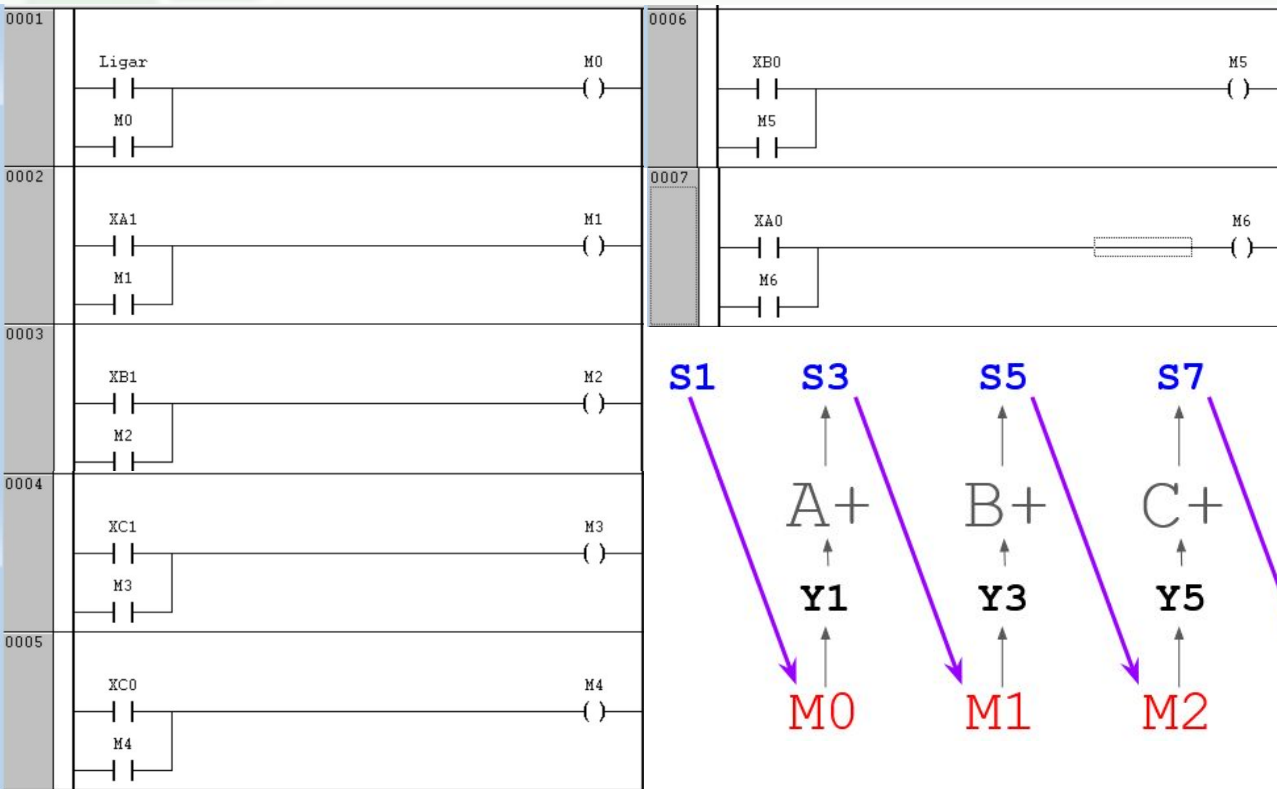 0001
Ligar M0
M0
0002
XA1 M1
M1
0003
XB1 M2
M2
0004
XC1 M3
M3
0005
XC0 M4
M4
0006
XB0 M5
M5
0007
XA0 M6
M6
S1 S3 S5 S7
A+ B+ C+
Y1 Y3 Y5
M0 M1 M2